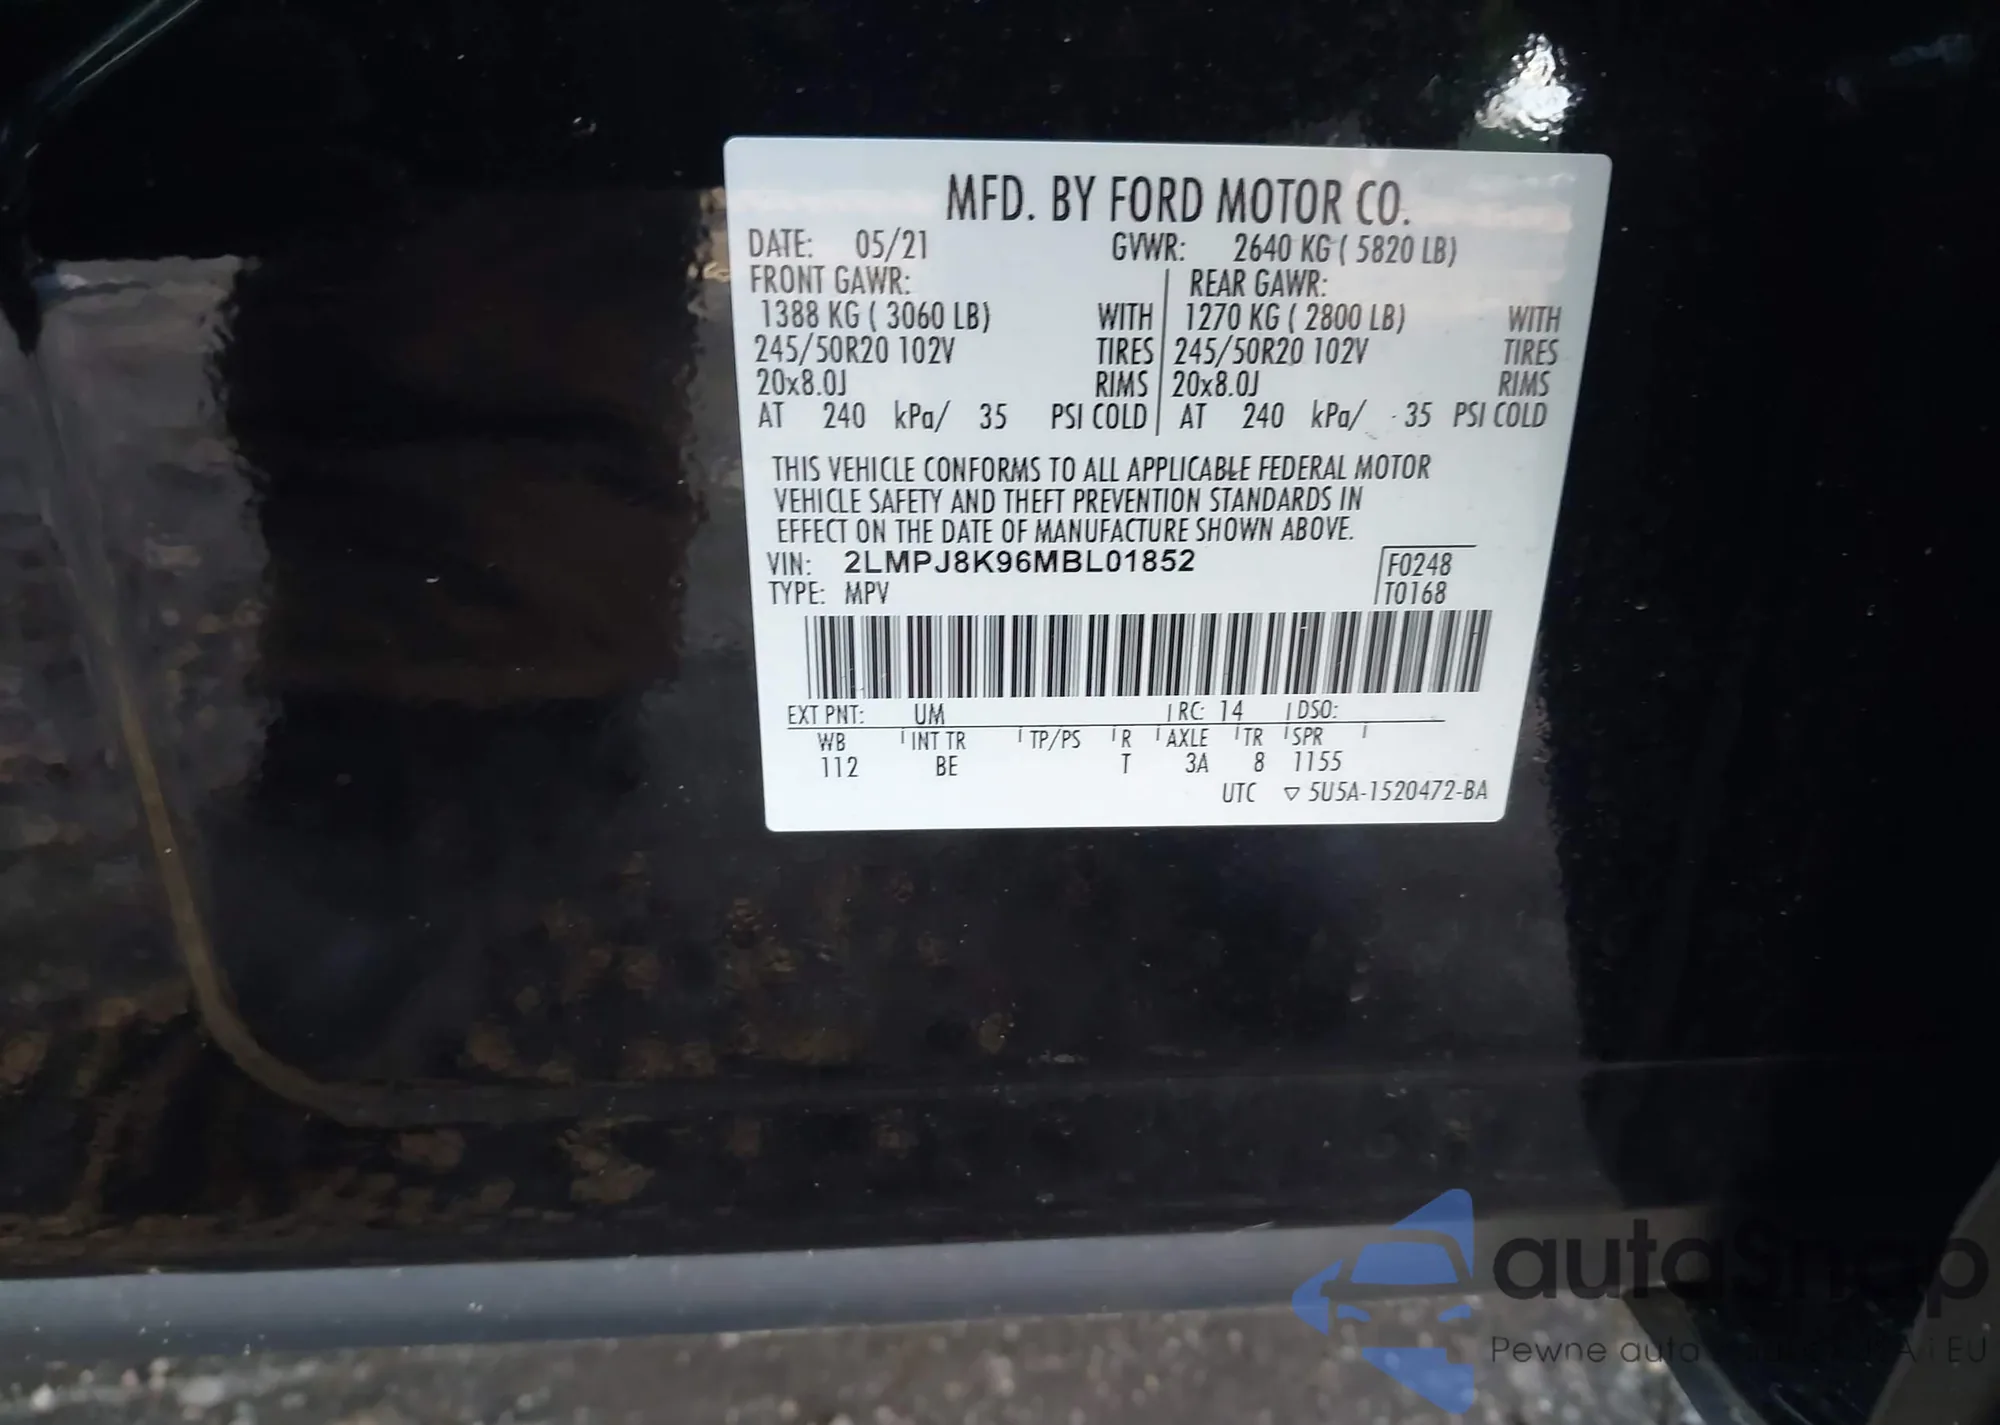 MFD. BY FORD MOTOR CO.
DATE: 05/21 GVWR: 2640 KG ( 5820 LB)
FRONT GAWR: REAR GAWR:
1388 KG ( 3060 LB) WITH 1270 KG ( 2800 LB) WITH
245/50R20 102V TIRES 245/50R20 102V TIRES
20x8.0J RIMS 20x8.0J RIMS
AT 240 kPa/ 35 PSI COLD AT 240 kPa/ 35 PSI COLD
THIS VEHICLE CONFORMS TO ALL APPLICABLE FEDERAL MOTOR
VEHICLE SAFETY AND THEFT PREVENTION STANDARDS IN
EFFECT ON THE DATE OF MANUFACTURE SHOWN ABOVE.
VIN: 2LMPJ8K96MBL01852 F0248
TYPE: MPV T0168
EXT PNT: UM RC: 14 DSO:
WB INT TR TP/PS R AXLE TR SPR
112 BE T 3A 8 1155
UTC ▽ 5U5A-1520472-BA
autaSnap
Pewne auta i EU